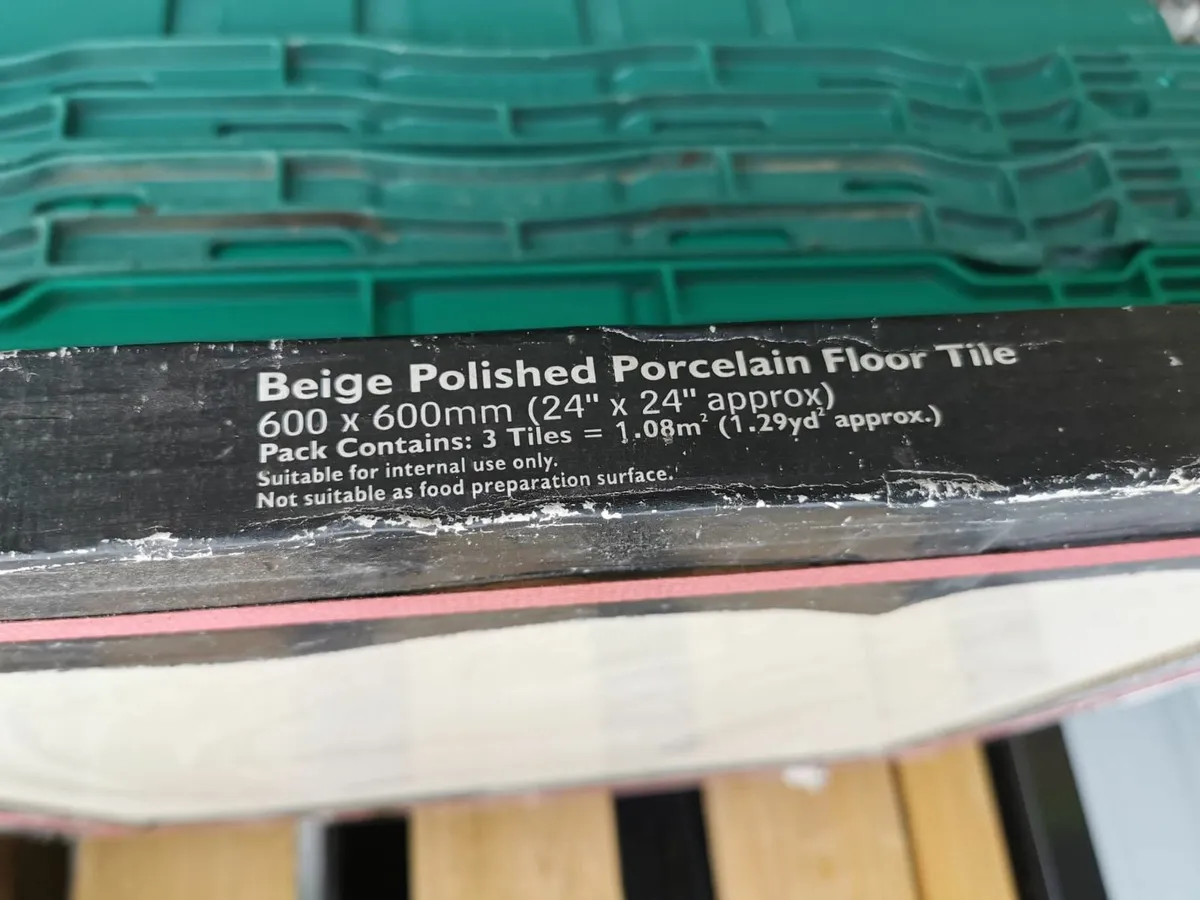 Beige Polished Porcelain Floor Tile
600 x 600mm (24" x 24" approx)
Pack Contains: 3 Tiles = 1.08m² (1.29yd² approx.)
Suitable for internal use only.
Not suitable as food preparation surface.